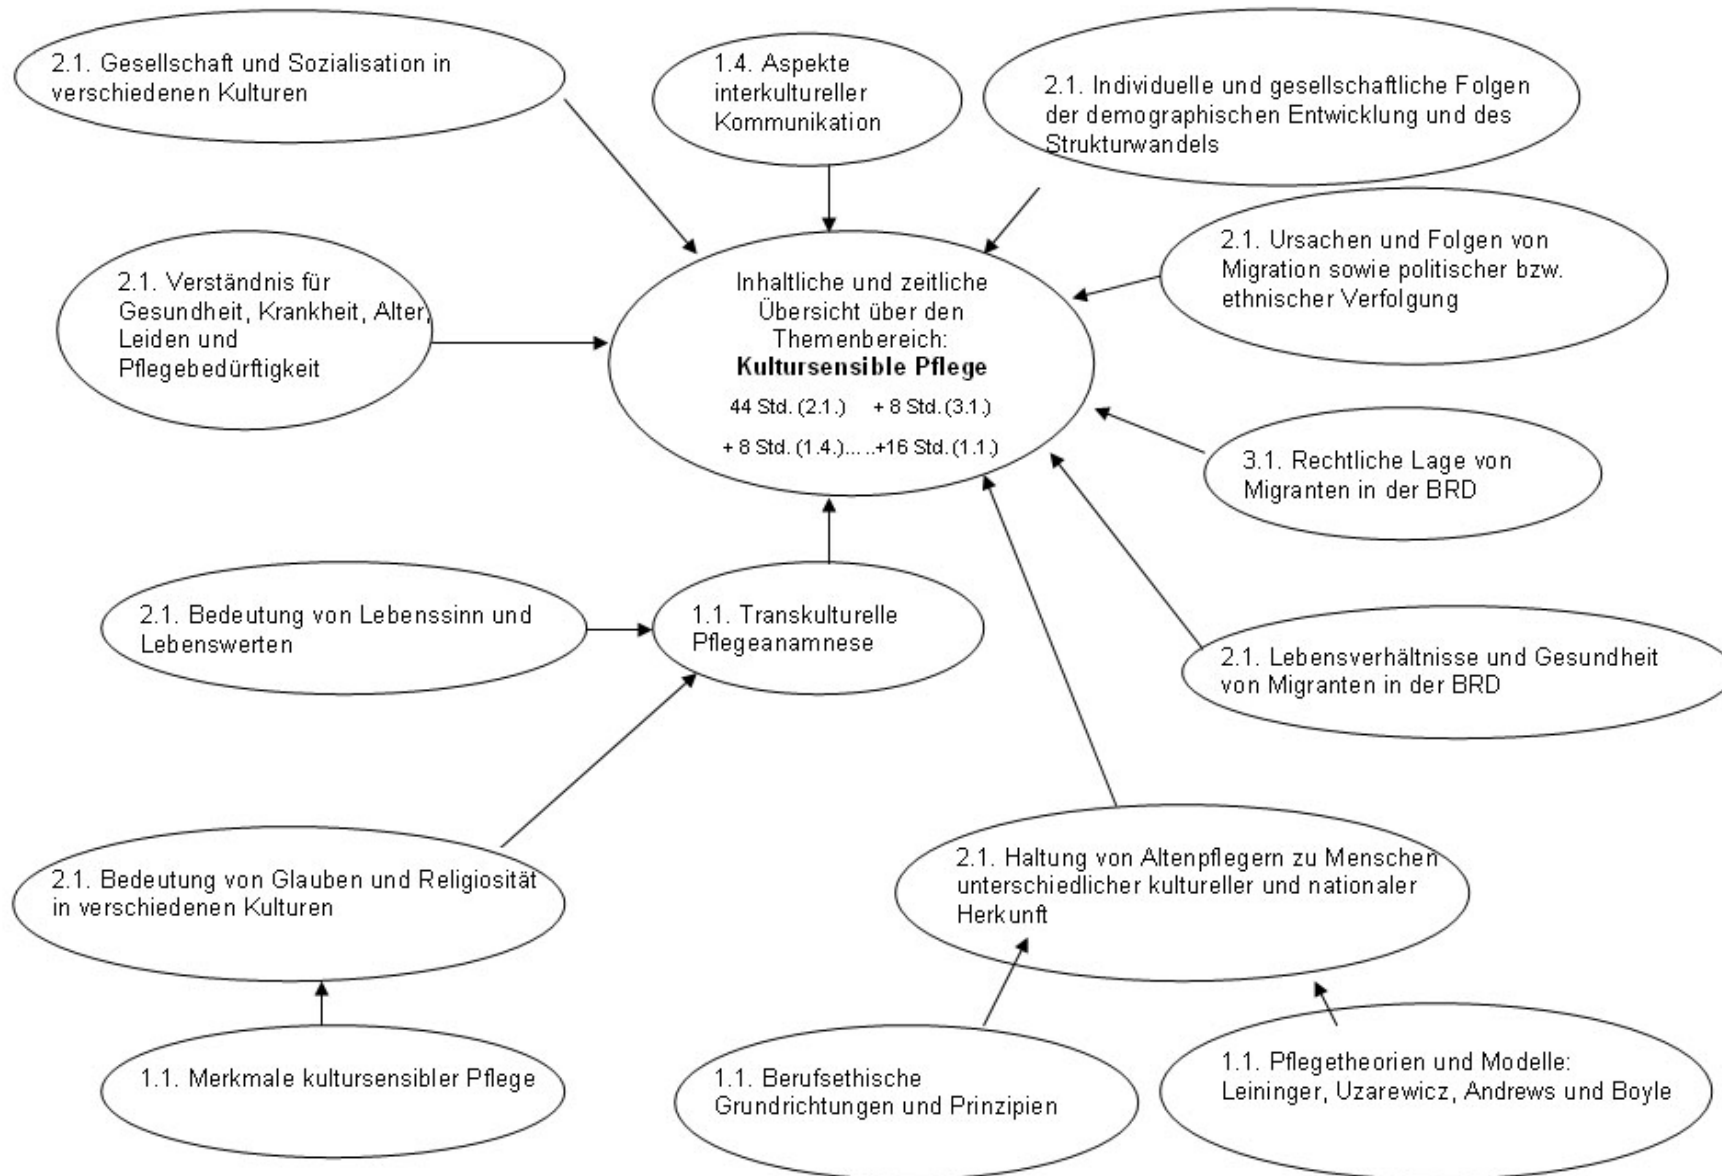 2.1. Gesellschaft und Sozialisation in
verschiedenen Kulturen
1.4. Aspekte
interkultureller
Kommunikation
2.1. Individuelle und gesellschaftliche Folgen
der demographischen Entwicklung und des
Strukturwandels
2.1. Verständnis für
Gesundheit, Krankheit, Alter,
Leiden und
Pflegebedürftigkeit
Inhaltliche und zeitliche
Übersicht über den
Themenbereich:
Kultursensible Pflege
44 Std. (2.1.) + 8 Std. (3.1.)
+ 8 Std. (1.4.)... ..+16 Std. (1.1.)
2.1. Ursachen und Folgen von
Migration sowie politischer bzw.
ethnischer Verfolgung
3.1. Rechtliche Lage von
Migranten in der BRD
2.1. Bedeutung von Lebenssinn und
Lebenswerten
1.1. Transkulturelle
Pflegeanamnese
2.1. Lebensverhältnisse und Gesundheit
von Migranten in der BRD
2.1. Bedeutung von Glauben und Religiosität
in verschiedenen Kulturen
2.1. Haltung von Altenpflegern zu Menschen
unterschiedlicher kultureller und nationaler
Herkunft
1.1. Merkmale kultursensibler Pflege
1.1. Berufsethische
Grundrichtungen und Prinzipien
1.1. Pflegetheorien und Modelle:
Leininger, Uzarewicz, Andrews und Boyle